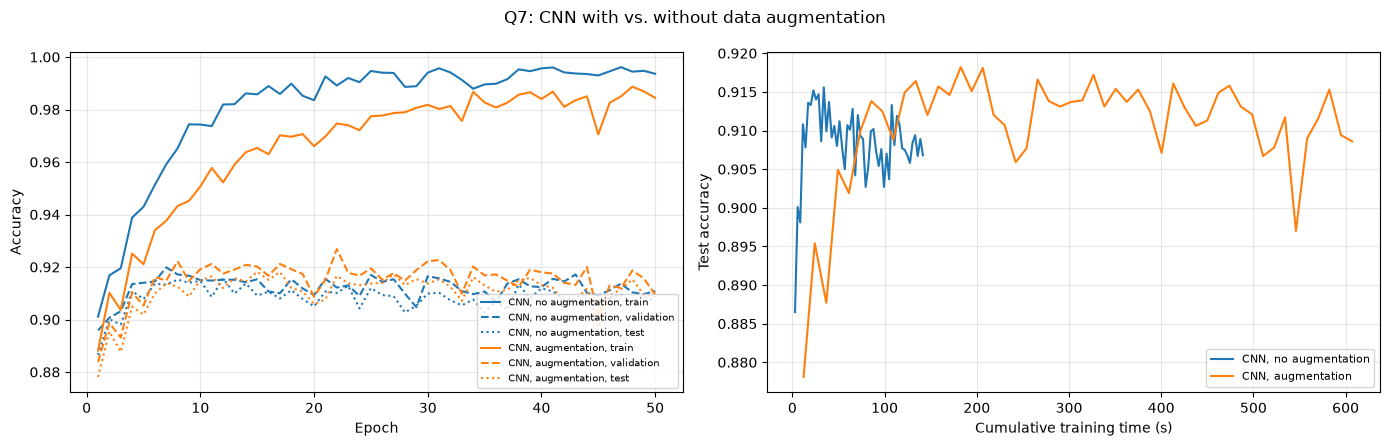 Q7: CNN with vs. without data augmentation
1.00
0.98
0.96
0.94
0.92
0.90
0.88
Accuracy
CNN, no augmentation, train
CNN, no augmentation, validation
CNN, no augmentation, test
CNN, augmentation, train
CNN, augmentation, validation
CNN, augmentation, test
0
10
20
30
40
50
Epoch
0.920
0.915
0.910
0.905
0.900
0.895
0.890
0.885
0.880
Test accuracy
CNN, no augmentation
CNN, augmentation
0
100
200
300
400
500
600
Cumulative training time (s)